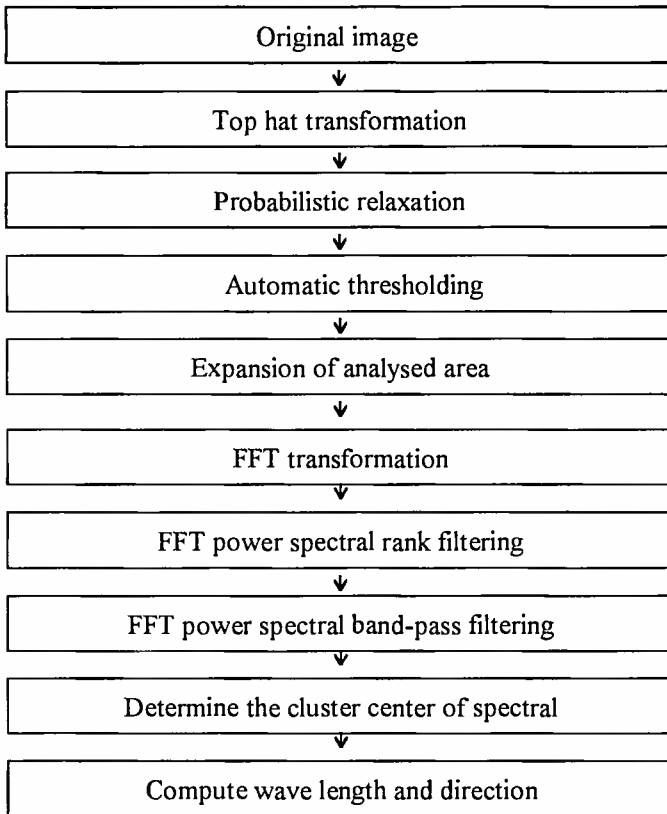 Original image
Top hat transformation
Probabilistic relaxation
Automatic thresholding
Expansion of analysed area
FFT transformation
FFT power spectral rank filtering
FFT power spectral band-pass filtering
Determine the cluster center of spectral
Compute wave length and direction